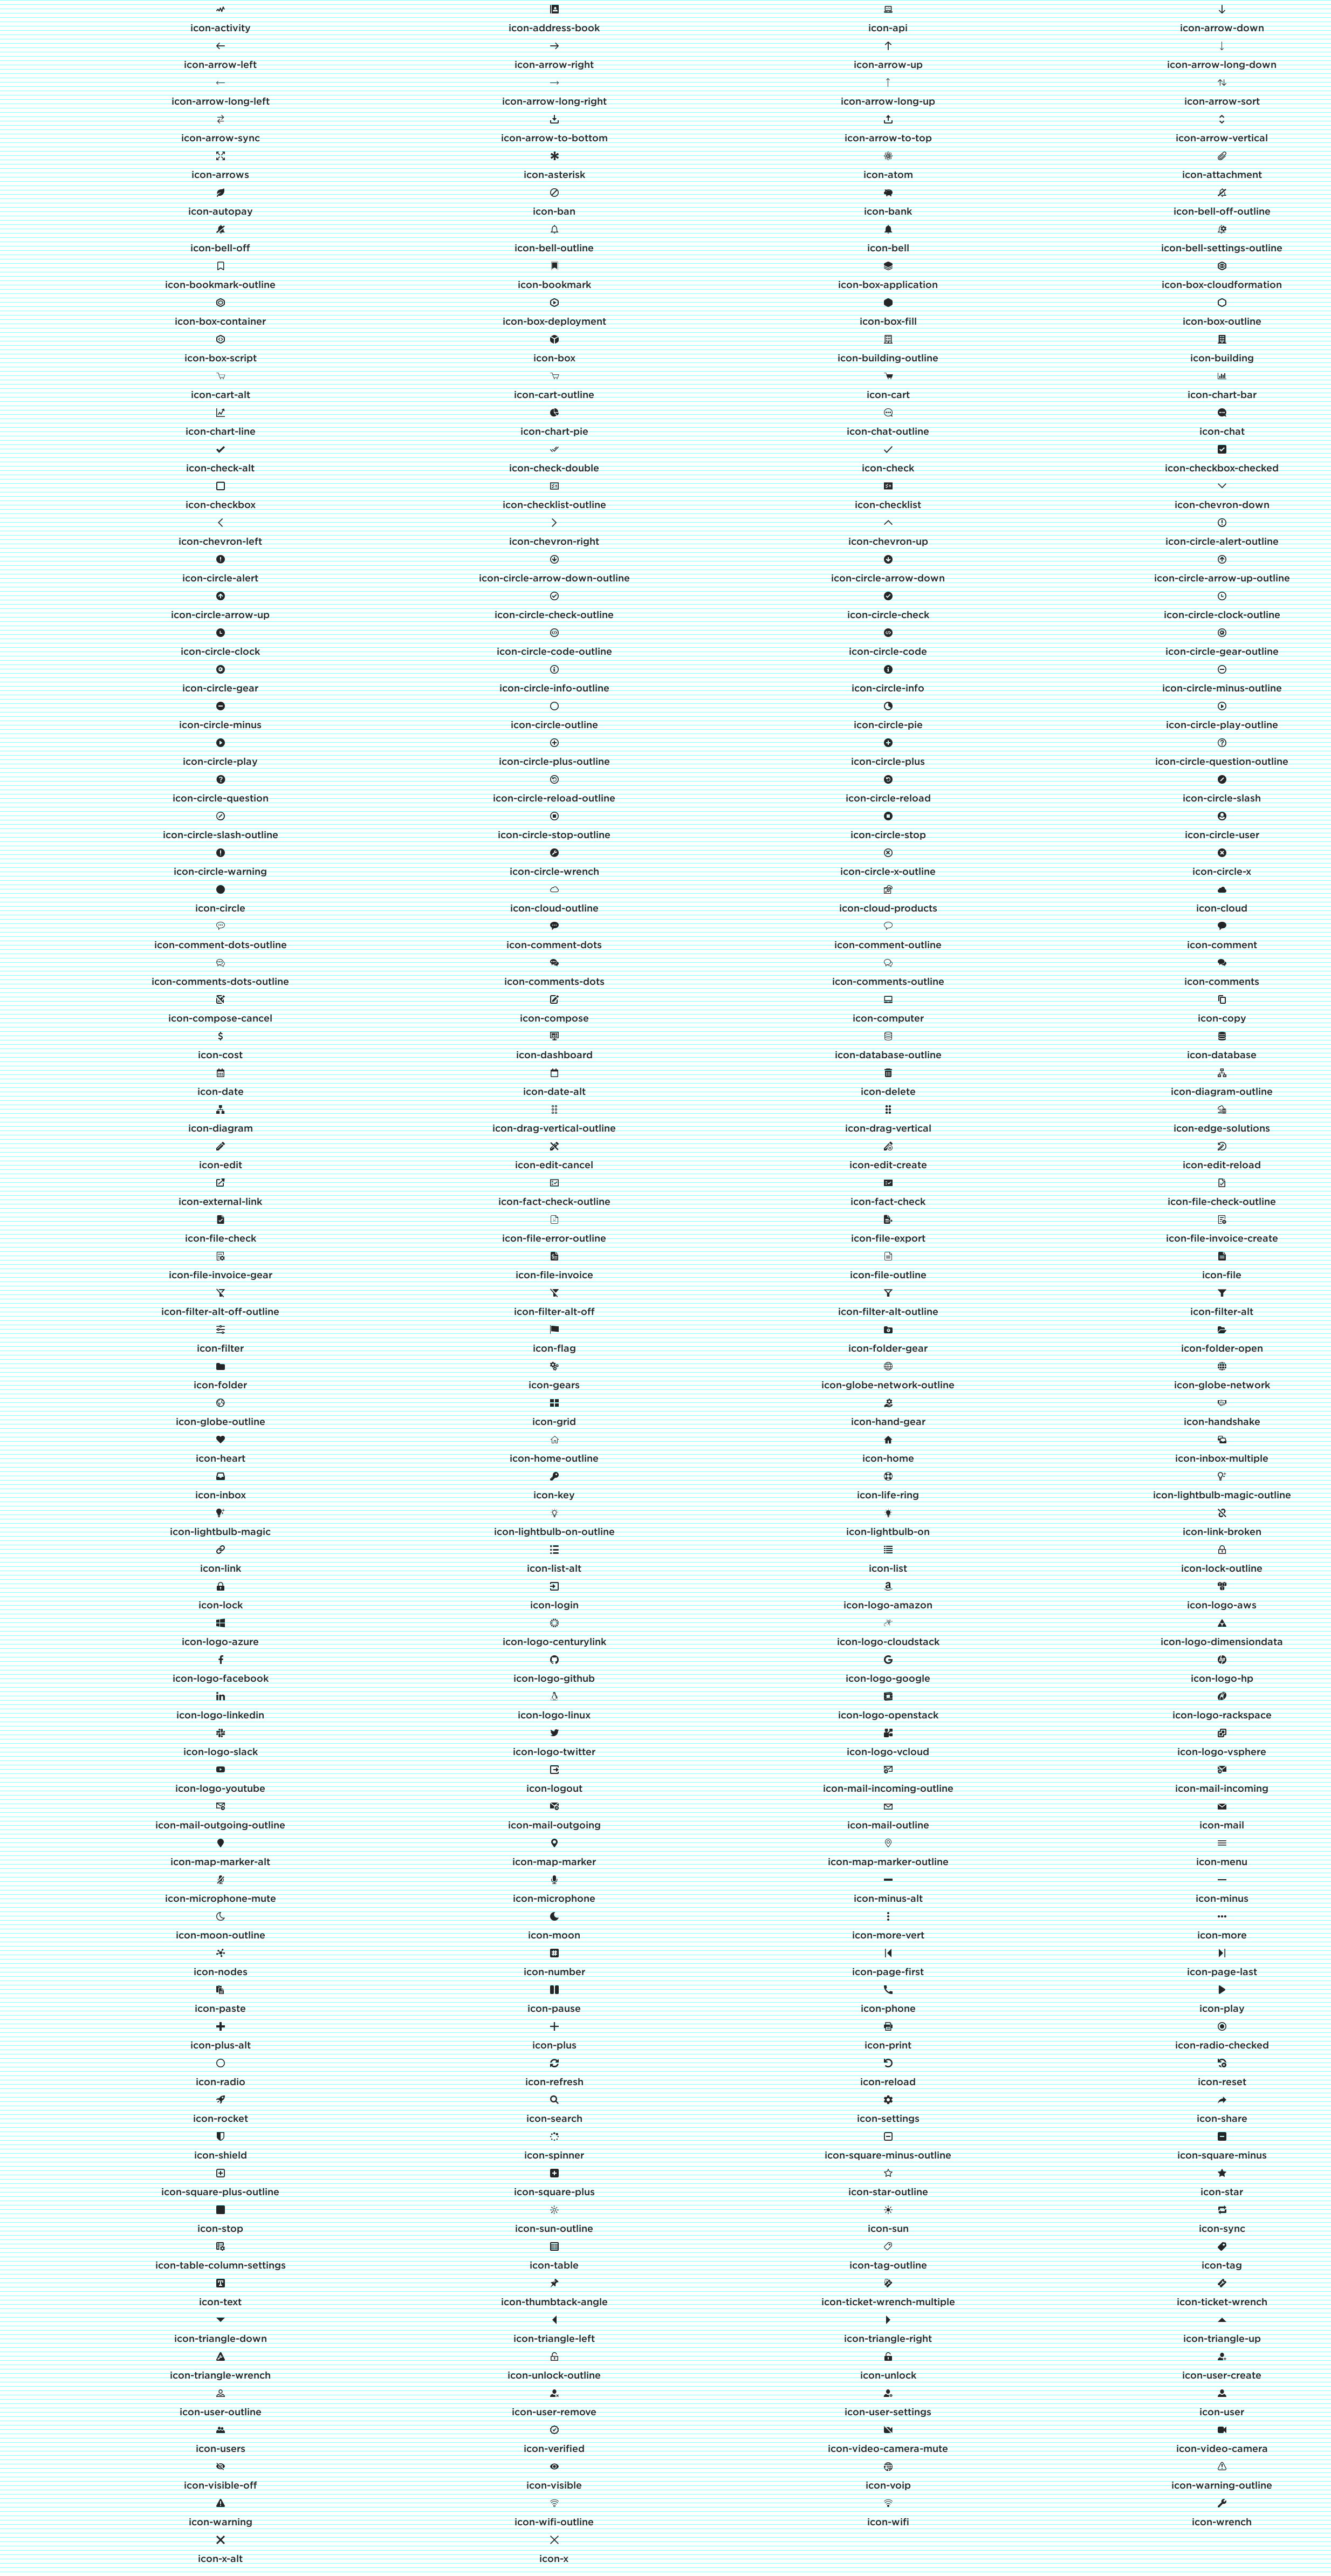 icon-activity icon-address-book icon-api icon-arrow-down
icon-arrow-left icon-arrow-right icon-arrow-up icon-arrow-long-down
icon-arrow-long-left icon-arrow-long-right icon-arrow-long-up icon-arrow-sort
icon-arrow-sync icon-arrow-to-bottom icon-arrow-to-top icon-arrow-vertical
icon-arrows icon-asterisk icon-atom icon-attachment
icon-autopay icon-ban icon-bank icon-bell-off-outline
icon-bell-off icon-bell-outline icon-bell icon-bell-settings-outline
icon-bookmark-outline icon-bookmark icon-box-application icon-box-cloudformation
icon-box-container icon-box-deployment icon-box-fill icon-box-outline
icon-box-script icon-box icon-building-outline icon-building
icon-cart-alt icon-cart-outline icon-cart icon-chart-bar
icon-chart-line icon-chart-pie icon-chat-outline icon-chat
icon-check-alt icon-check-double icon-check icon-checkbox-checked
icon-checkbox icon-checklist-outline icon-checklist icon-chevron-down
icon-chevron-left icon-chevron-right icon-chevron-up icon-circle-alert-outline
icon-circle-alert icon-circle-arrow-down-outline icon-circle-arrow-down icon-circle-arrow-up-outline
icon-circle-arrow-up icon-circle-check-outline icon-circle-check icon-circle-clock-outline
icon-circle-clock icon-circle-code-outline icon-circle-code icon-circle-gear-outline
icon-circle-gear icon-circle-info-outline icon-circle-info icon-circle-minus-outline
icon-circle-minus icon-circle-outline icon-circle-pie icon-circle-play-outline
icon-circle-play icon-circle-plus-outline icon-circle-plus icon-circle-question-outline
icon-circle-question icon-circle-reload-outline icon-circle-reload icon-circle-slash
icon-circle-slash-outline icon-circle-stop-outline icon-circle-stop icon-circle-user
icon-circle-warning icon-circle-wrench icon-circle-x-outline icon-circle-x
icon-circle icon-cloud-outline icon-cloud-products icon-cloud
icon-comment-dots-outline icon-comment-dots icon-comment-outline icon-comment
icon-comments-dots-outline icon-comments-dots icon-comments-outline icon-comments
icon-compose-cancel icon-compose icon-computer icon-copy
icon-cost icon-dashboard icon-database-outline icon-database
icon-date icon-date-alt icon-delete icon-diagram-outline
icon-diagram icon-drag-vertical-outline icon-drag-vertical icon-edge-solutions
icon-edit icon-edit-cancel icon-edit-create icon-edit-reload
icon-external-link icon-fact-check-outline icon-fact-check icon-file-check-outline
icon-file-check icon-file-error-outline icon-file-export icon-file-invoice-create
icon-file-invoice-gear icon-file-invoice icon-file-outline icon-file
icon-filter-alt-off-outline icon-filter-alt-off icon-filter-alt-outline icon-filter-alt
icon-filter icon-flag icon-folder-gear icon-folder-open
icon-folder icon-gears icon-globe-network-outline icon-globe-network
icon-globe-outline icon-grid icon-hand-gear icon-handshake
icon-heart icon-home-outline icon-home icon-inbox-multiple
icon-inbox icon-key icon-life-ring icon-lightbulb-magic-outline
icon-lightbulb-magic icon-lightbulb-on-outline icon-lightbulb-on icon-link-broken
icon-link icon-list-alt icon-list icon-lock-outline
icon-lock icon-login icon-logo-amazon icon-logo-aws
icon-logo-azure icon-logo-centurylink icon-logo-cloudstack icon-logo-dimensiondata
icon-logo-facebook icon-logo-github icon-logo-google icon-logo-hp
icon-logo-linkedin icon-logo-linux icon-logo-openstack icon-logo-rackspace
icon-logo-slack icon-logo-twitter icon-logo-vcloud icon-logo-vsphere
icon-logo-youtube icon-logout icon-mail-incoming-outline icon-mail-incoming
icon-mail-outgoing-outline icon-mail-outgoing icon-mail-outline icon-mail
icon-map-marker-alt icon-map-marker icon-map-marker-outline icon-menu
icon-microphone-mute icon-microphone icon-minus-alt icon-minus
icon-moon-outline icon-moon icon-more-vert icon-more
icon-nodes icon-number icon-page-first icon-page-last
icon-paste icon-pause icon-phone icon-play
icon-plus-alt icon-plus icon-print icon-radio-checked
icon-radio icon-refresh icon-reload icon-reset
icon-rocket icon-search icon-settings icon-share
icon-shield icon-spinner icon-square-minus-outline icon-square-minus
icon-square-plus-outline icon-square-plus icon-star-outline icon-star
icon-stop icon-sun-outline icon-sun icon-sync
icon-table-column-settings icon-table icon-tag-outline icon-tag
icon-text icon-thumbtack-angle icon-ticket-wrench-multiple icon-ticket-wrench
icon-triangle-down icon-triangle-left icon-triangle-right icon-triangle-up
icon-triangle-wrench icon-unlock-outline icon-unlock icon-user-create
icon-user-outline icon-user-remove icon-user-settings icon-user
icon-users icon-verified icon-video-camera-mute icon-video-camera
icon-visible-off icon-visible icon-voip icon-warning-outline
icon-warning icon-wifi-outline icon-wifi icon-wrench
icon-x-alt icon-x